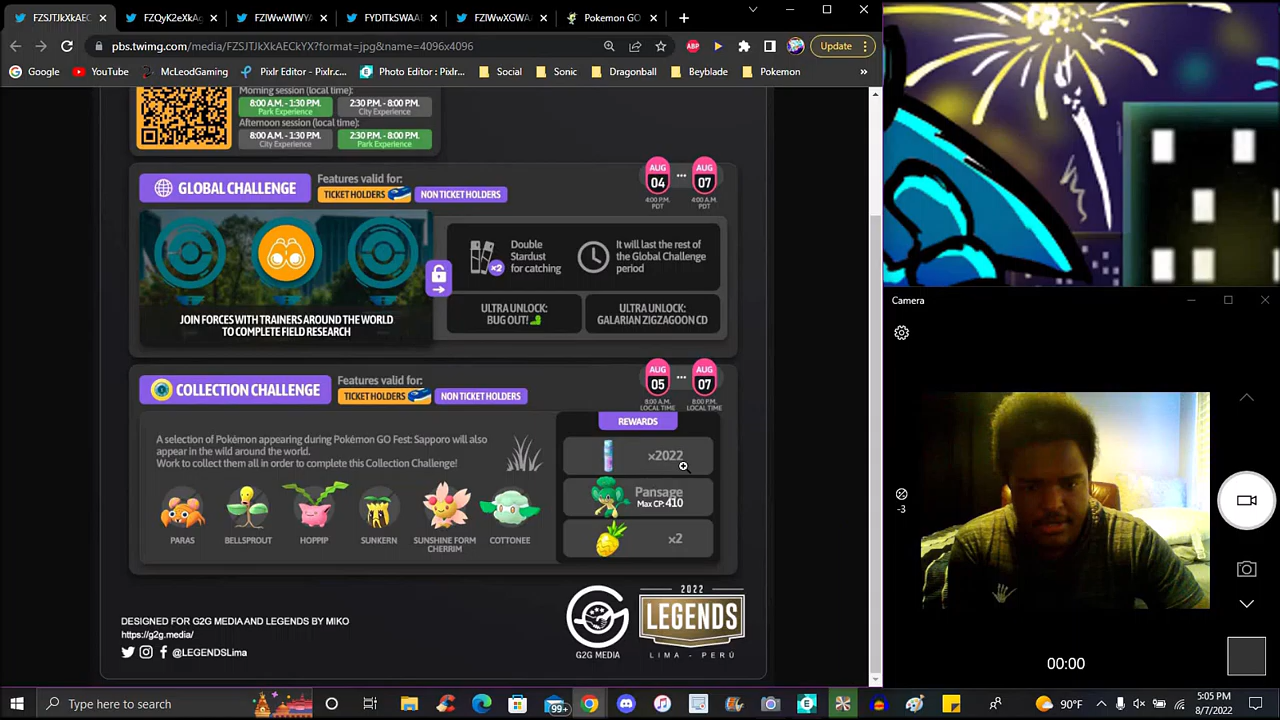 FZSJTJkXkAEC
FZQyK2eXkAg
FZIWwWIWYA
FYDITkSWAA
FZIWwXGWA
Pokemon GO
pbs.twimg.com/media/FZSJTJkXkAECkYX?format=jpg&name=4096x4096
ABP
Update
Google
YouTube
McLeodGaming
Pixlr Editor - Pixlr.c...
Photo Editor : Pixlr...
Social
Sonic
Dragonball
Beyblade
Pokemon
»
Morning session (local time):
8:00 A.M. - 1:30 P.M.
Park Experience
2:30 P.M. - 8:00 P.M.
City Experience
Afternoon session (local time):
8:00 A.M. - 1:30 P.M.
City Experience
2:30 P.M. - 8:00 P.M.
Park Experience
GLOBAL CHALLENGE
Features valid for:
TICKET HOLDERS
NON TICKET HOLDERS
AUG
04
4:00 P.M.
PDT
AUG
07
4:00 A.M.
PDT
JOIN FORCES WITH TRAINERS AROUND THE WORLD
TO COMPLETE FIELD RESEARCH
x2
Double
Stardust
for catching
It will last the rest of
the Global Challenge
period
ULTRA UNLOCK:
BUG OUT!
ULTRA UNLOCK:
GALARIAN ZIGZAGOON CD
COLLECTION CHALLENGE
Features valid for:
TICKET HOLDERS
NON TICKET HOLDERS
AUG
05
8:00 A.M.
LOCAL TIME
AUG
07
8:00 P.M.
LOCAL TIME
A selection of Pokémon appearing during Pokémon GO Fest: Sapporo will also
appear in the wild around the world.
Work to collect them all in order to complete this Collection Challenge!
PARAS
BELLSPROUT
HOPPIP
SUNKERN
SUNSHINE FORM
CHERRIM
COTTONEE
REWARDS
x2022
Pansage
Max CP: 410
x2
DESIGNED FOR G2G MEDIA AND LEGENDS BY MIKO
https://g2g.media/
@LEGENDSLima
G2G MEDIA
2022
LEGENDS
LIMA - PERÚ
Camera
-3
00:00
Type here to search
99+
90°F
5:05 PM
8/7/2022